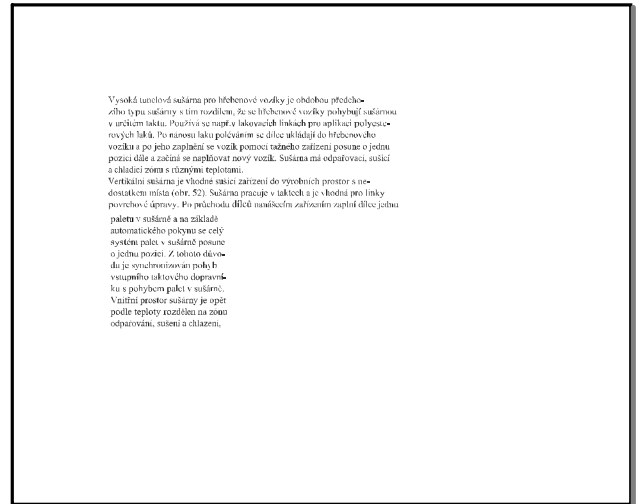 Vysoká tunelová sušárna pro hřebenové vozíky je obdobou předcho-
zího typu sušárny s tím rozdílem, že se hřebenové vozíky pohybují sušárnou
v určitém taktu. Používá se např.v lakovacích linkách pro aplikaci polyeste-
rových laků. Po nánosu laku poléváním se dílce ukládají do hřebenového
vozíku a po jeho zaplnění se vozík pomocí tažného zařízení posune o jednu
pozici dále a začíná se naplňovat nový vozík. Sušárna má odpařovací, sušící
a chladící zónu s různými teplotami.
Vertikální sušárna je vhodné sušící zařízení do výrobních prostor s ne-
dostatkem místa (obr. 52). Sušárna pracuje v taktech a je vhodná pro linky
povrchové úpravy. Po průchodu dílců nanášecím zařízením zaplní dílce jednu
paletu v sušárně a na základě
automatického pokynu se celý
systém palet v sušárně posune
o jednu pozici. Z tohoto důvo-
du je synchronizován pohyb
vstupního taktového dopravní-
ku s pohybem palet v sušárně.
Vnitřní prostor sušárny je opět
podle teploty rozdělen na zónu
odpařování, sušení a chlazení,